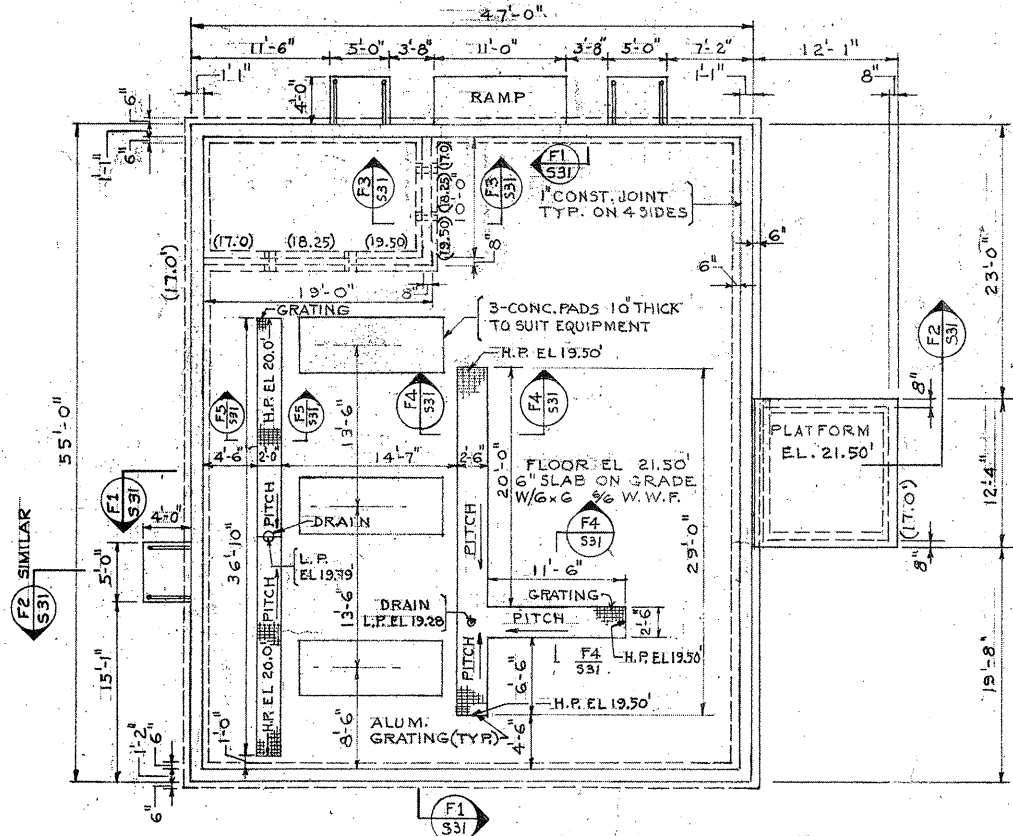 47'-0"
11'-6" 5'-0" 3'-8" 11'-0" 3'-8" 5'-0" 7'-2" 12'-1"
1'-1" 1'-1" 8"
4'-0"
RAMP
6"
1'-1"
6"
F3
S31
F3
S31
F1
S31
(17.0)
(18.25)
(19.50)
1" CONST. JOINT
TYP. ON 4 SIDES
(17.0) (18.25) (19.50)
8"
6"
6"
(17.0')
19'-0"
8"
23'-0"
GRATING
3-CONC. PADS 10" THICK
TO SUIT EQUIPMENT
H.P. EL 19.50'
F2
S31
H.P. EL 20.0'
F5
S31
F5
S31
F4
S31
F4
S31
8"
55'-0"
4'-6" 2'-6" 13'-6" 14'-7" 2'-6"
20'-0"
FLOOR EL 21.50'
6" SLAB ON GRADE
W/6x6 6/6 W.W.F.
PLATFORM
EL. 21.50'
12'-4"
(17.0')
F1
S31
4'-0"
PITCH
DRAIN
F4
S31
PITCH
29'-0"
8"
SIMILAR
F2
S31
5'-0"
36'-10"
L.P.
EL 19.79'
11'-6"
GRATING
PITCH
2'-6"
PITCH
13'-6"
DRAIN
L.P. EL 19.28
F4
S31
H.P. EL 19.50'
15'-1"
H.P. EL 20.0'
PITCH
6'-6"
19'-8"
H.P. EL 19.50'
1'-0"
8'-6"
ALUM.
GRATING (TYP.)
4'-6"
1'-2"
6"
6"
F1
S31